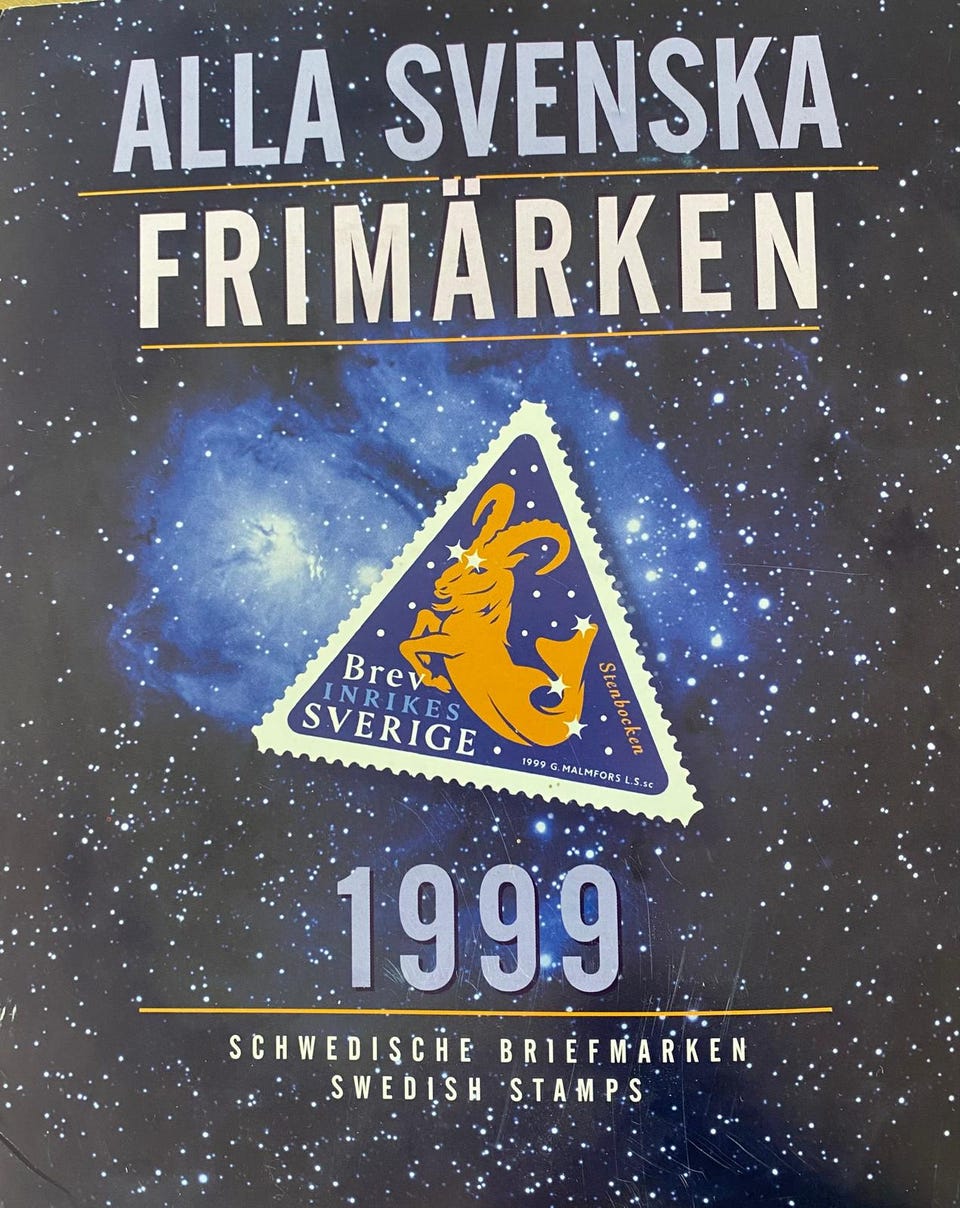 ALLA SVENSKA
FRIMÄRKEN
Brev
INRIKES
SVERIGE
Stenbocken
1999 G. MALMFORS L.S.sc
1999
SCHWEDISCHE BRIEFMARKEN
SWEDISH STAMPS